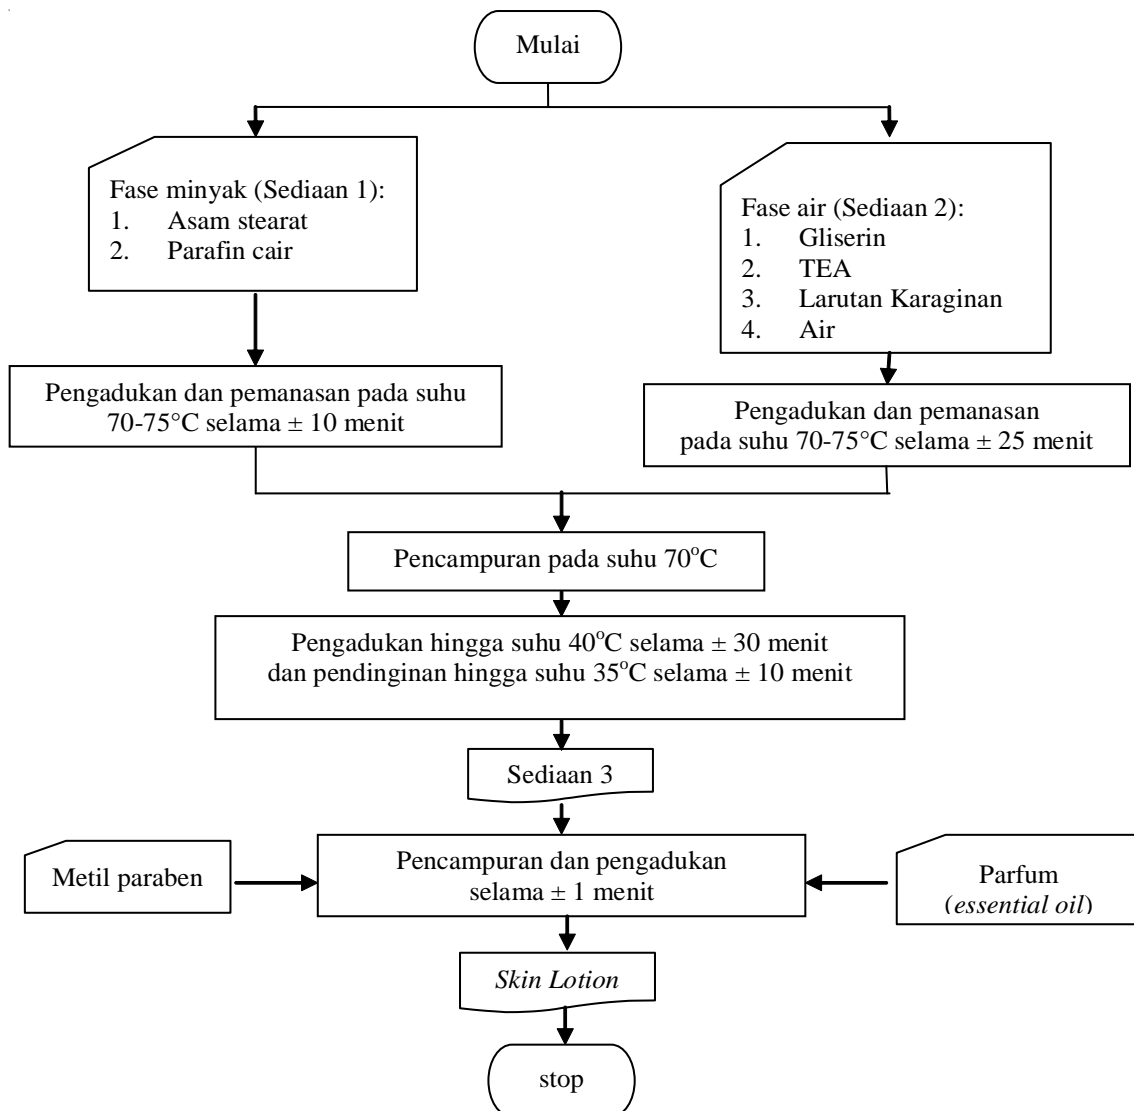 Mulai
Fase minyak (Sediaan 1):
1. Asam stearat
2. Parafin cair
Fase air (Sediaan 2):
1. Gliserin
2. TEA
3. Larutan Karaginan
4. Air
Pengadukan dan pemanasan pada suhu
70-75°C selama ± 10 menit
Pengadukan dan pemanasan
pada suhu 70-75°C selama ± 25 menit
Pencampuran pada suhu 70°C
Pengadukan hingga suhu 40°C selama ± 30 menit
dan pendinginan hingga suhu 35°C selama ± 10 menit
Sediaan 3
Metil paraben
Pencampuran dan pengadukan
selama ± 1 menit
Parfum
(essential oil)
Skin Lotion
stop